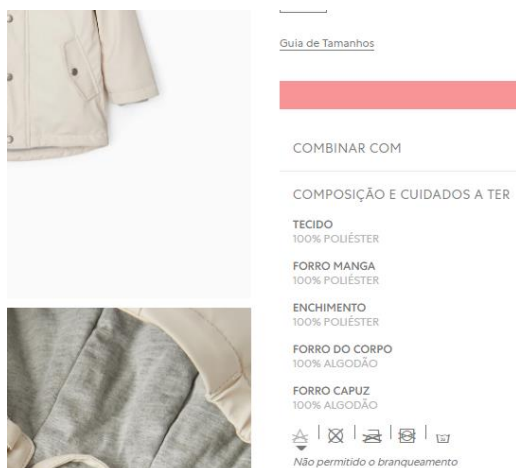 Guia de Tamanhos
COMBINAR COM
COMPOSIÇÃO E CUIDADOS A TER
TECIDO
100% POLIÉSTER
FORRO MANGA
100% POLIÉSTER
ENCHIMENTO
100% POLIÉSTER
FORRO DO CORPO
100% ALGODÃO
FORRO CAPUZ
100% ALGODÃO
Não permitido o branqueamento